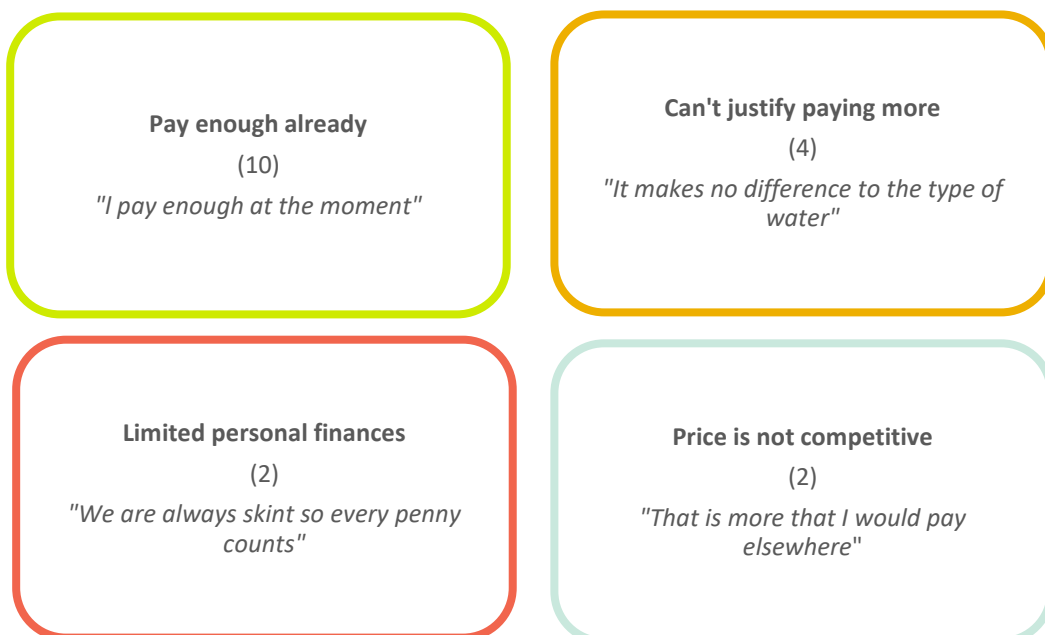 Pay enough already
(10)
"I pay enough at the moment"
Can't justify paying more
(4)
"It makes no difference to the type of
water"
Limited personal finances
(2)
"We are always skint so every penny
counts"
Price is not competitive
(2)
"That is more that I would pay
elsewhere"